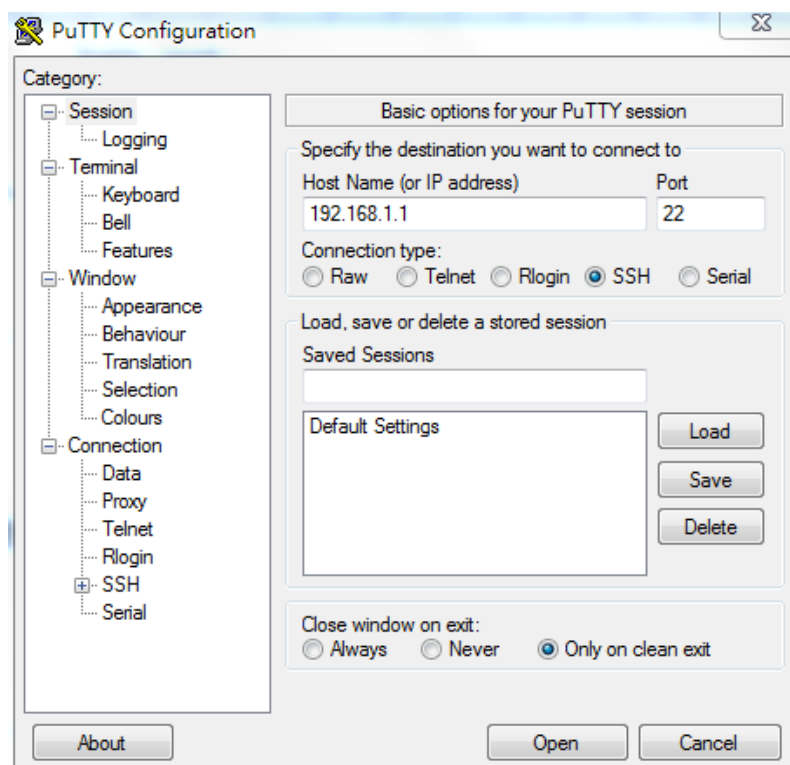 PuTTY Configuration
Category:
Session
Logging
Terminal
Keyboard
Bell
Features
Window
Appearance
Behaviour
Translation
Selection
Colours
Connection
Data
Proxy
Telnet
Rlogin
SSH
Serial
Basic options for your PuTTY session
Specify the destination you want to connect to
Host Name (or IP address) Port
192.168.1.1 22
Connection type:
Raw Telnet Rlogin SSH Serial
Load, save or delete a stored session
Saved Sessions
Default Settings
Load
Save
Delete
Close window on exit:
Always Never Only on clean exit
About Open Cancel